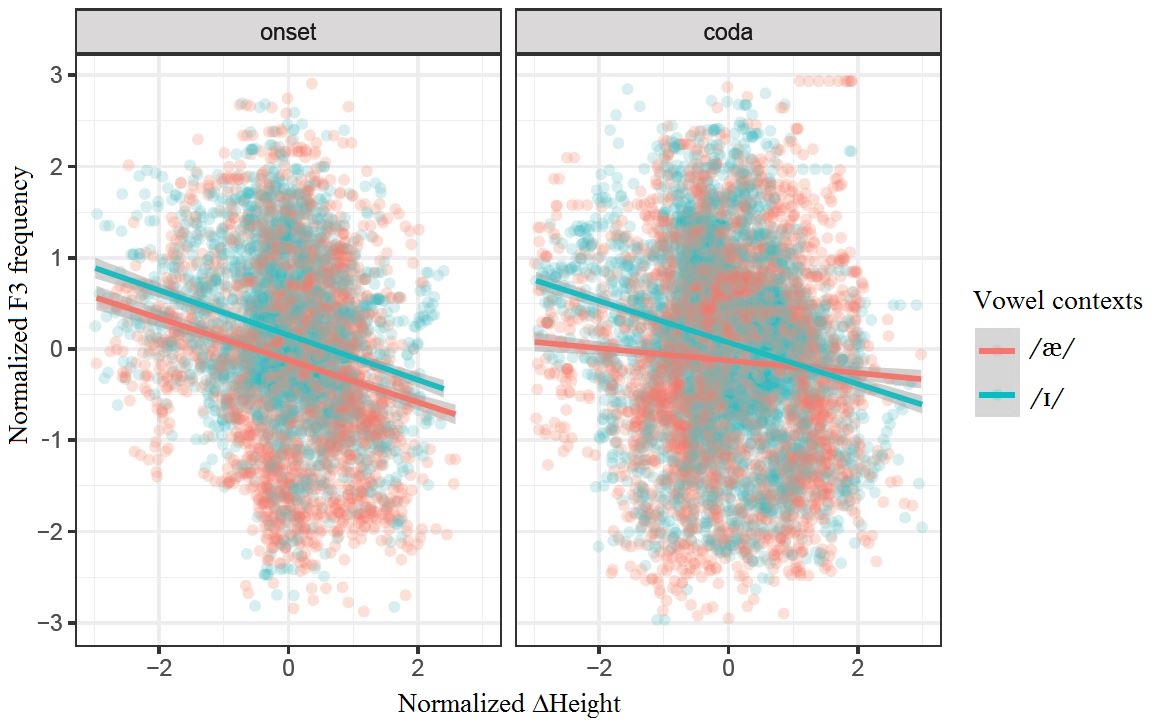 onset
coda
Normalized F3 frequency
3
2
1
0
−1
−2
−3
−2
0
2
−2
0
2
Normalized ΔHeight
Vowel contexts
/æ/
/ɪ/